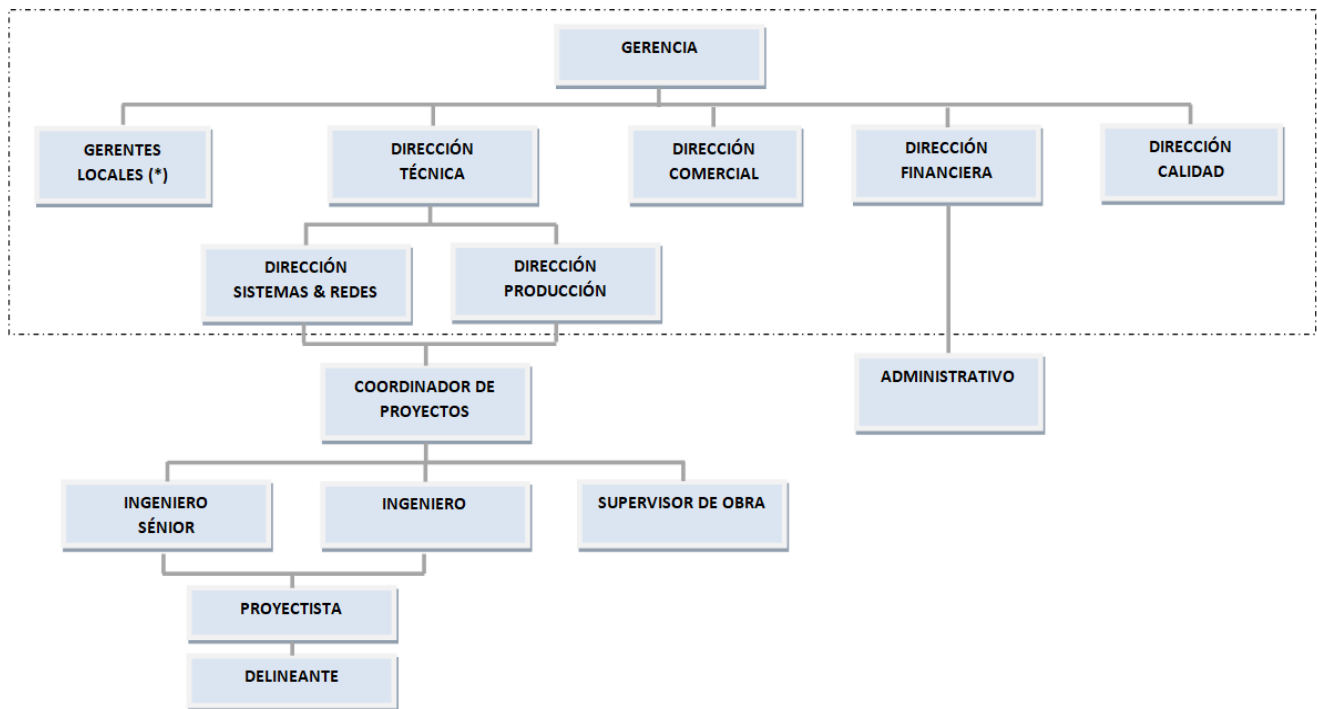 GERENCIA
GERENTES
LOCALES (*)
DIRECCIÓN
TÉCNICA
DIRECCIÓN
COMERCIAL
DIRECCIÓN
FINANCIERA
DIRECCIÓN
CALIDAD
DIRECCIÓN
SISTEMAS & REDES
DIRECCIÓN
PRODUCCIÓN
COORDINADOR DE
PROYECTOS
ADMINISTRATIVO
INGENIERO
SÉNIOR
INGENIERO
SUPERVISOR DE OBRA
PROYECTISTA
DELINEANTE